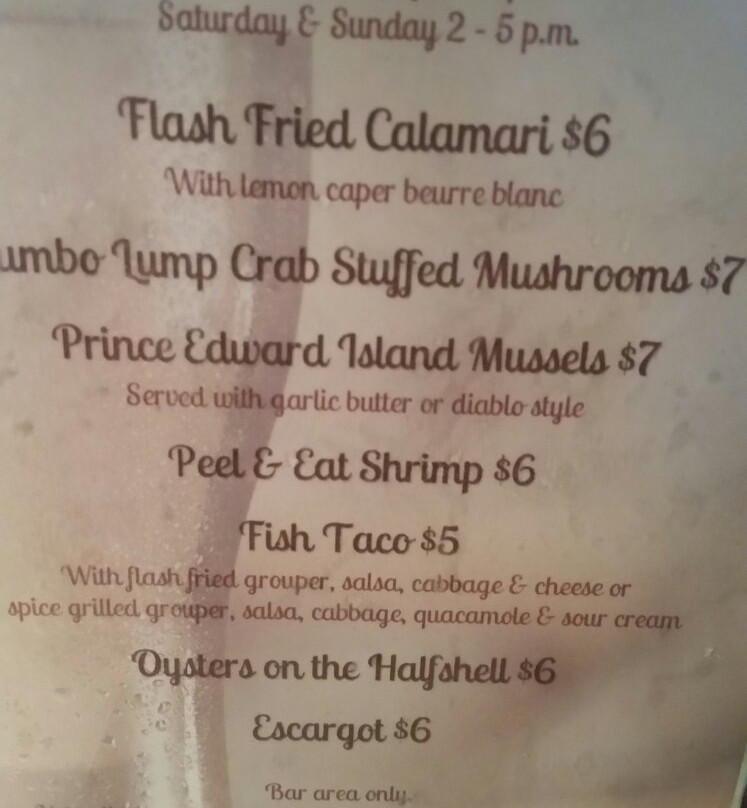 Saturday & Sunday 2 - 5 p.m.
Flash Fried Calamari $6
With lemon caper beurre blanc
umbo Lump Crab Stuffed Mushrooms $7
Prince Edward Island Mussels $7
Served with garlic butter or diablo style
Peel & Eat Shrimp $6
Fish Taco $5
With flash fried grouper, salsa, cabbage & cheese or
spice grilled grouper, salsa, cabbage, quacamole & sour cream
Oysters on the Halfshell $6
Escargot $6
Bar area only.